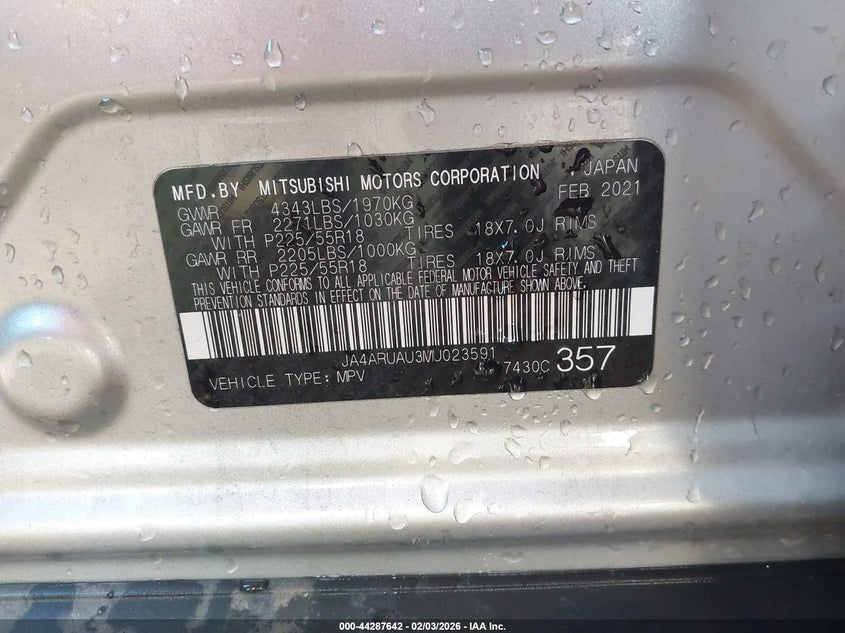 MFD.BY MITSUBISHI MOTORS CORPORATION JAPAN
GVWR 4343LBS/1970KG FEB 2021
GAWR FR 2271LBS/1030KG
WITH P225/55R18 TIRES 18X7.0J RIMS
GAWR RR 2205LBS/1000KG
WITH P225/55R18 TIRES 18X7.0J RIMS
THIS VEHICLE CONFORMS TO ALL APPLICABLE FEDERAL MOTOR VEHICLE SAFETY AND THEFT
PREVENTION STANDARDS IN EFFECT ON THE DATE OF MANUFACTURE SHOWN ABOVE.
JA4ARUAU3MU023591
VEHICLE TYPE: MPV 7430C 357
000-44287642 - 02/03/2026 - IAA Inc.